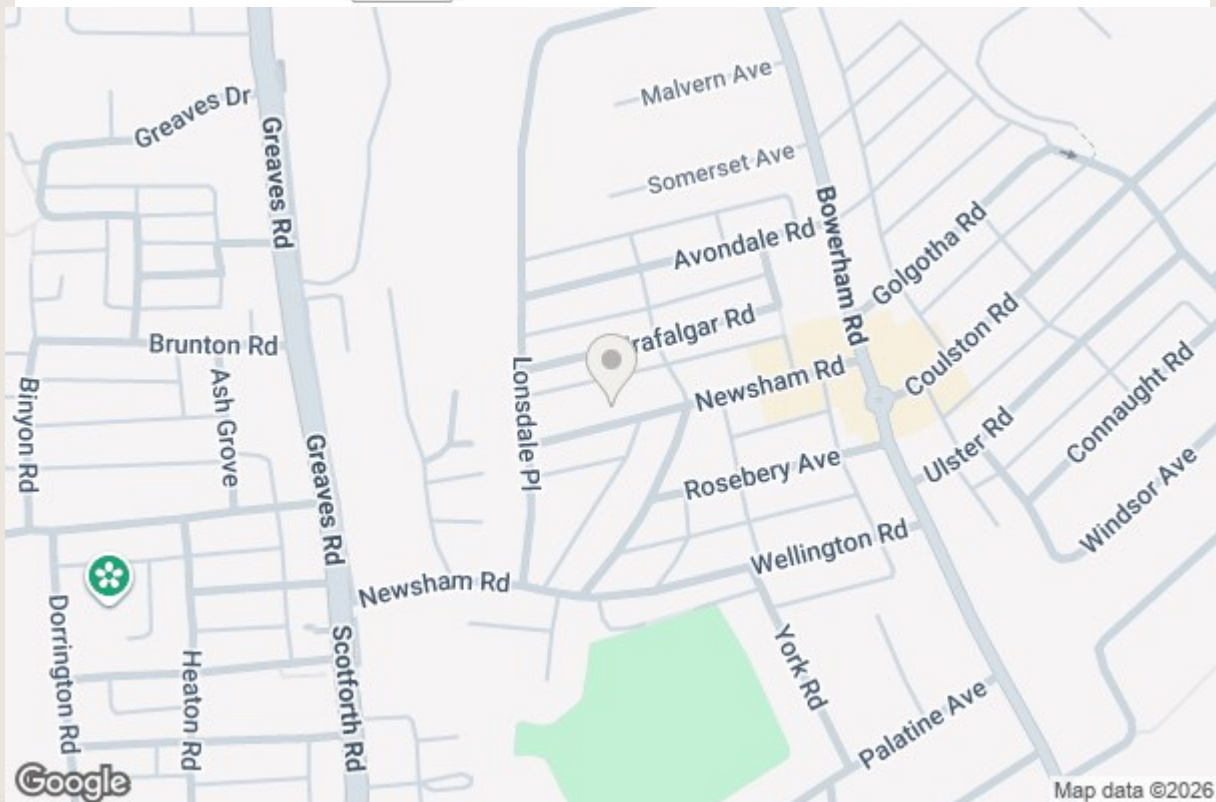 Malvern Ave
Greaves Dr
Greaves Rd
Somerset Ave
Bowerham Rd
Avondale Rd
Golgotha Rd
Trafalgar Rd
Brunton Rd
Ash Grove
Binyon Rd
Lonsdale Pl
Newsham Rd
Coulston Rd
Connaught Rd
Ulster Rd
Windsor Ave
Greaves Rd
Rosebery Ave
Wellington Rd
Newsham Rd
Dorrington Rd
Heaton Rd
Scotforth Rd
York Rd
Palatine Ave
Google
Map data ©2026